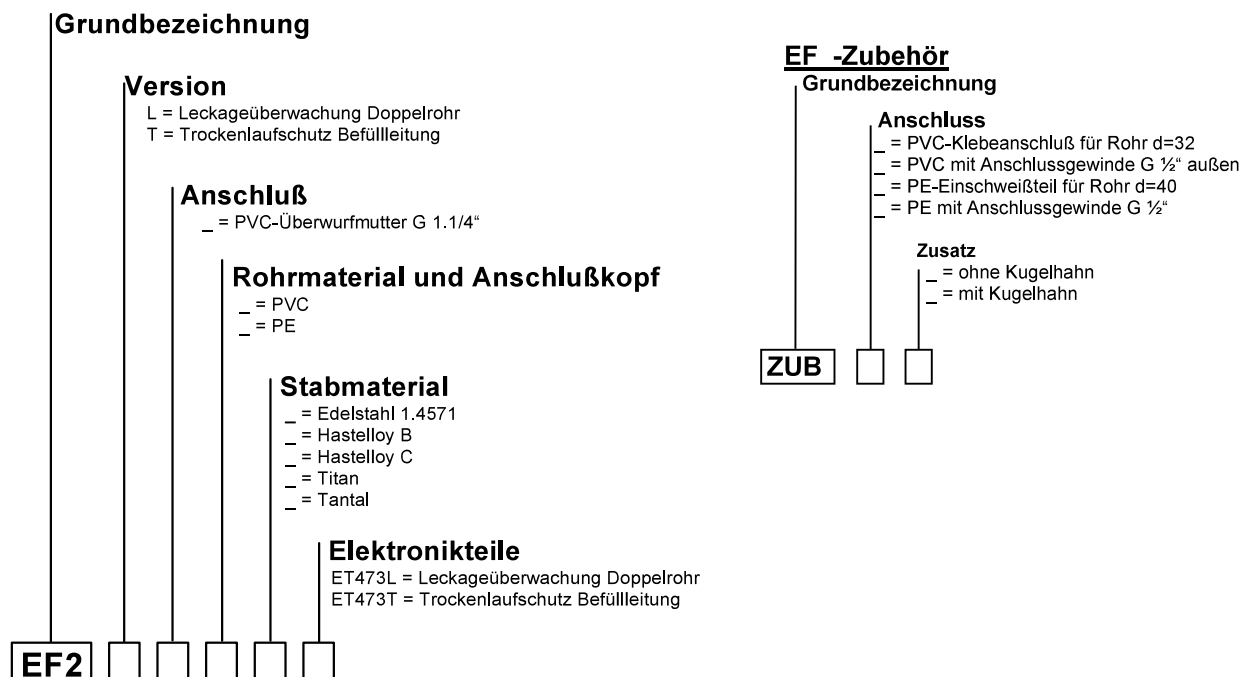 Grundbezeichnung
Version
L = Leckageüberwachung Doppelrohr
T = Trockenlaufschutz Befüllleitung
Anschluß
_ = PVC-Überwurfmutter G 1.1/4“
Rohrmaterial und Anschlußkopf
_ = PVC
_ = PE
Stabmaterial
_ = Edelstahl 1.4571
_ = Hastelloy B
_ = Hastelloy C
_ = Titan
_ = Tantal
Elektronikteile
ET473L = Leckageüberwachung Doppelrohr
ET473T = Trockenlaufschutz Befüllleitung
EF2
EF -Zubehör
Grundbezeichnung
Anschluss
_ = PVC-Klebeanschluß für Rohr d=32
_ = PVC mit Anschlussgewinde G ½“ außen
_ = PE-Einschweißteil für Rohr d=40
_ = PE mit Anschlussgewinde G ½“
Zusatz
_ = ohne Kugelhahn
_ = mit Kugelhahn
ZUB